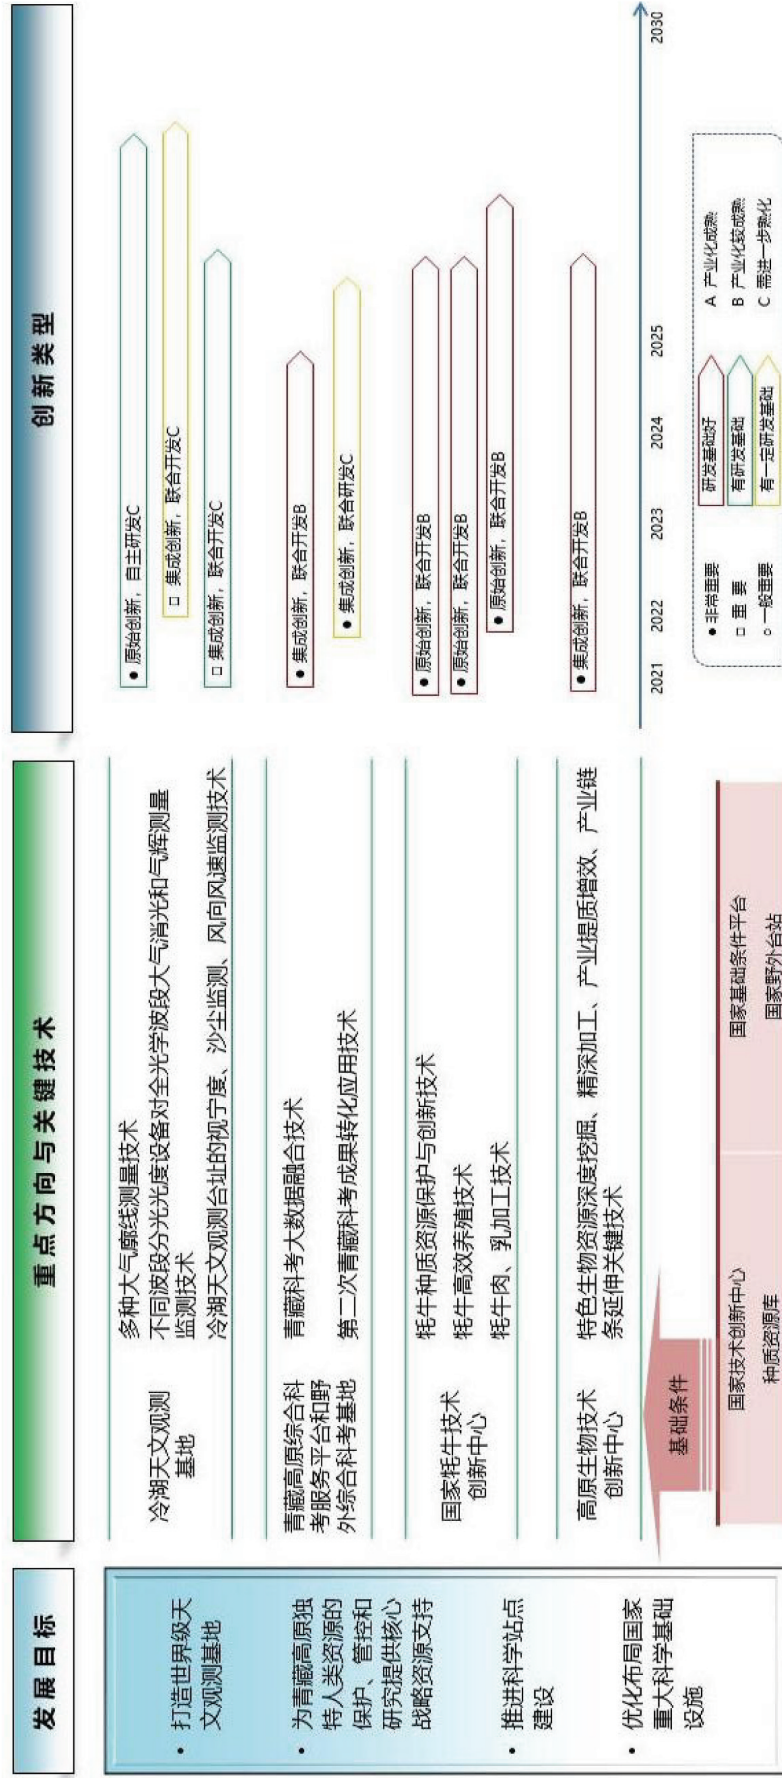 发展目标
• 打造世界级天
文观测基地
• 为青藏高原独
特人类资源的
保护、管控和
研究提供核心
战略资源支持
• 推进科学站点
建设
• 优化布局国家
重大科学基础
设施
重点方向与关键技术
冷湖天文观测
基地
多种大气廓线测量技术
不同波段分光光度设备对全光学波段大气消光和气辉测量
监测技术
冷湖天文观测台址的视宁度、沙尘监测、风向风速监测技术
青藏高原综合科
考服务平台和野
外综合科考基地
青藏科考大数据融合技术
第二次青藏科考成果转化应用技术
国家牦牛技术
创新中心
牦牛种质资源保护与创新技术
牦牛高效养殖技术
牦牛肉、乳加工技术
高原生物技术
创新中心
特色生物资源深度挖掘、精深加工、产业提质增效、产业链
条延伸关键技术
基础条件
国家技术创新中心
国家基础条件平台
种质资源库
国家野外台站
创新类型
● 原始创新，自主研发C
□ 集成创新，联合开发C
□ 集成创新，联合开发C
● 集成创新，联合开发B
● 集成创新，联合研发C
● 原始创新，联合开发B
● 原始创新，联合开发B
● 原始创新，联合开发B
● 集成创新，联合开发B
2021
2022
2023
2024
2025
2030
● 非常重要
研发基础好
A 产业化成熟
□ 重 要
有研发基础
B 产业化较成熟
○ 一般重要
有一定研发基础
C 需进一步熟化